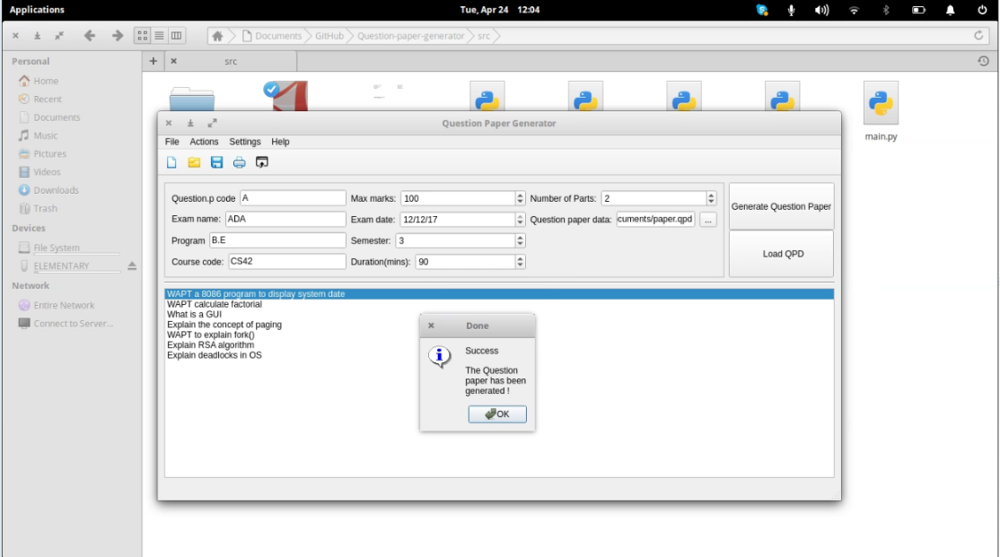 Applications
Tue, Apr 24 12:04
Documents GitHub Question-paper-generator src
Personal
Home
Recent
Documents
Music
Pictures
Videos
Downloads
Trash
Devices
File System
ELEMENTARY
Network
Entire Network
Connect to Server...
+ × src
main.py
Question Paper Generator
File Actions Settings Help
Question.p code A Max marks: 100 Number of Parts: 2
Exam name: ADA Exam date: 12/12/17 Question paper data: cuments/paper.qpd ...
Program B.E Semester: 3
Course code: CS42 Duration(mins): 90
Generate Question Paper
Load QPD
WAPT a 8086 program to display system date
WAPT calculate factorial
What is a GUI
Explain the concept of paging
WAPT to explain fork()
Explain RSA algorithm
Explain deadlocks in OS
Done
Success
The Question
paper has been
generated !
OK